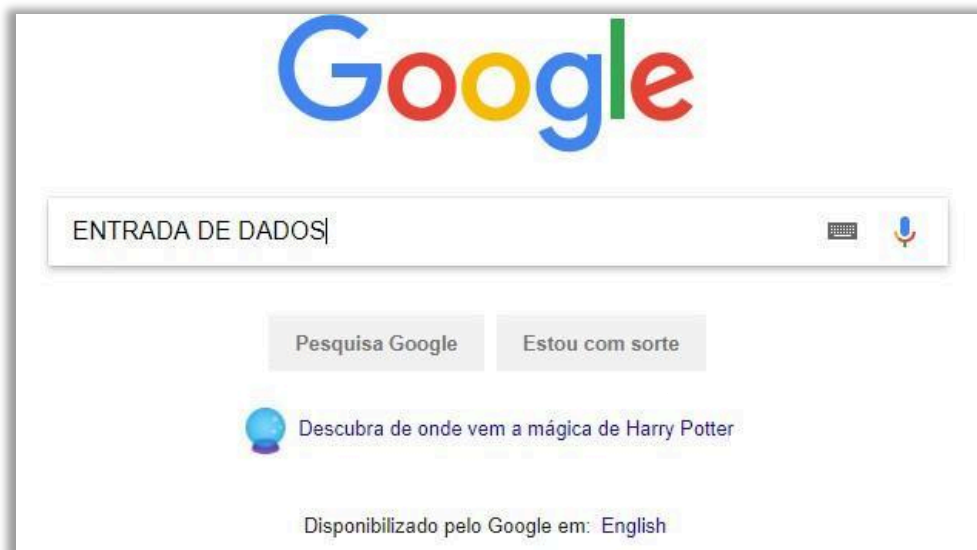 Google
ENTRADA DE DADOS
Pesquisa Google Estou com sorte
Descubra de onde vem a mágica de Harry Potter
Disponibilizado pelo Google em: English